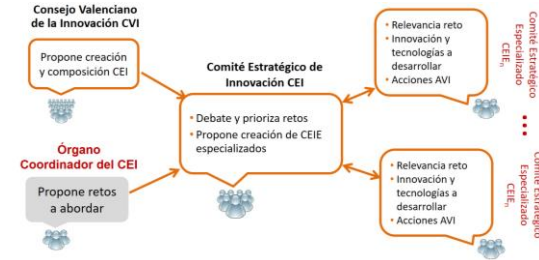 Consejo Valenciano
de la Innovación CVI
Propone creación
y composición CEI
Órgano
Coordinador del CEI
Propone retos
a abordar
Comité Estratégico de
Innovación CEI
• Debate y prioriza retos
• Propone creación de CEIE
especializados
• Relevancia reto
• Innovación y
tecnologías a
desarrollar
• Acciones AVI
Comité Estratégico
Especializado
CEIEn
• Relevancia reto
• Innovación y
tecnologías a
desarrollar
• Acciones AVI
Comité Estratégico
Especializado
CEIEn